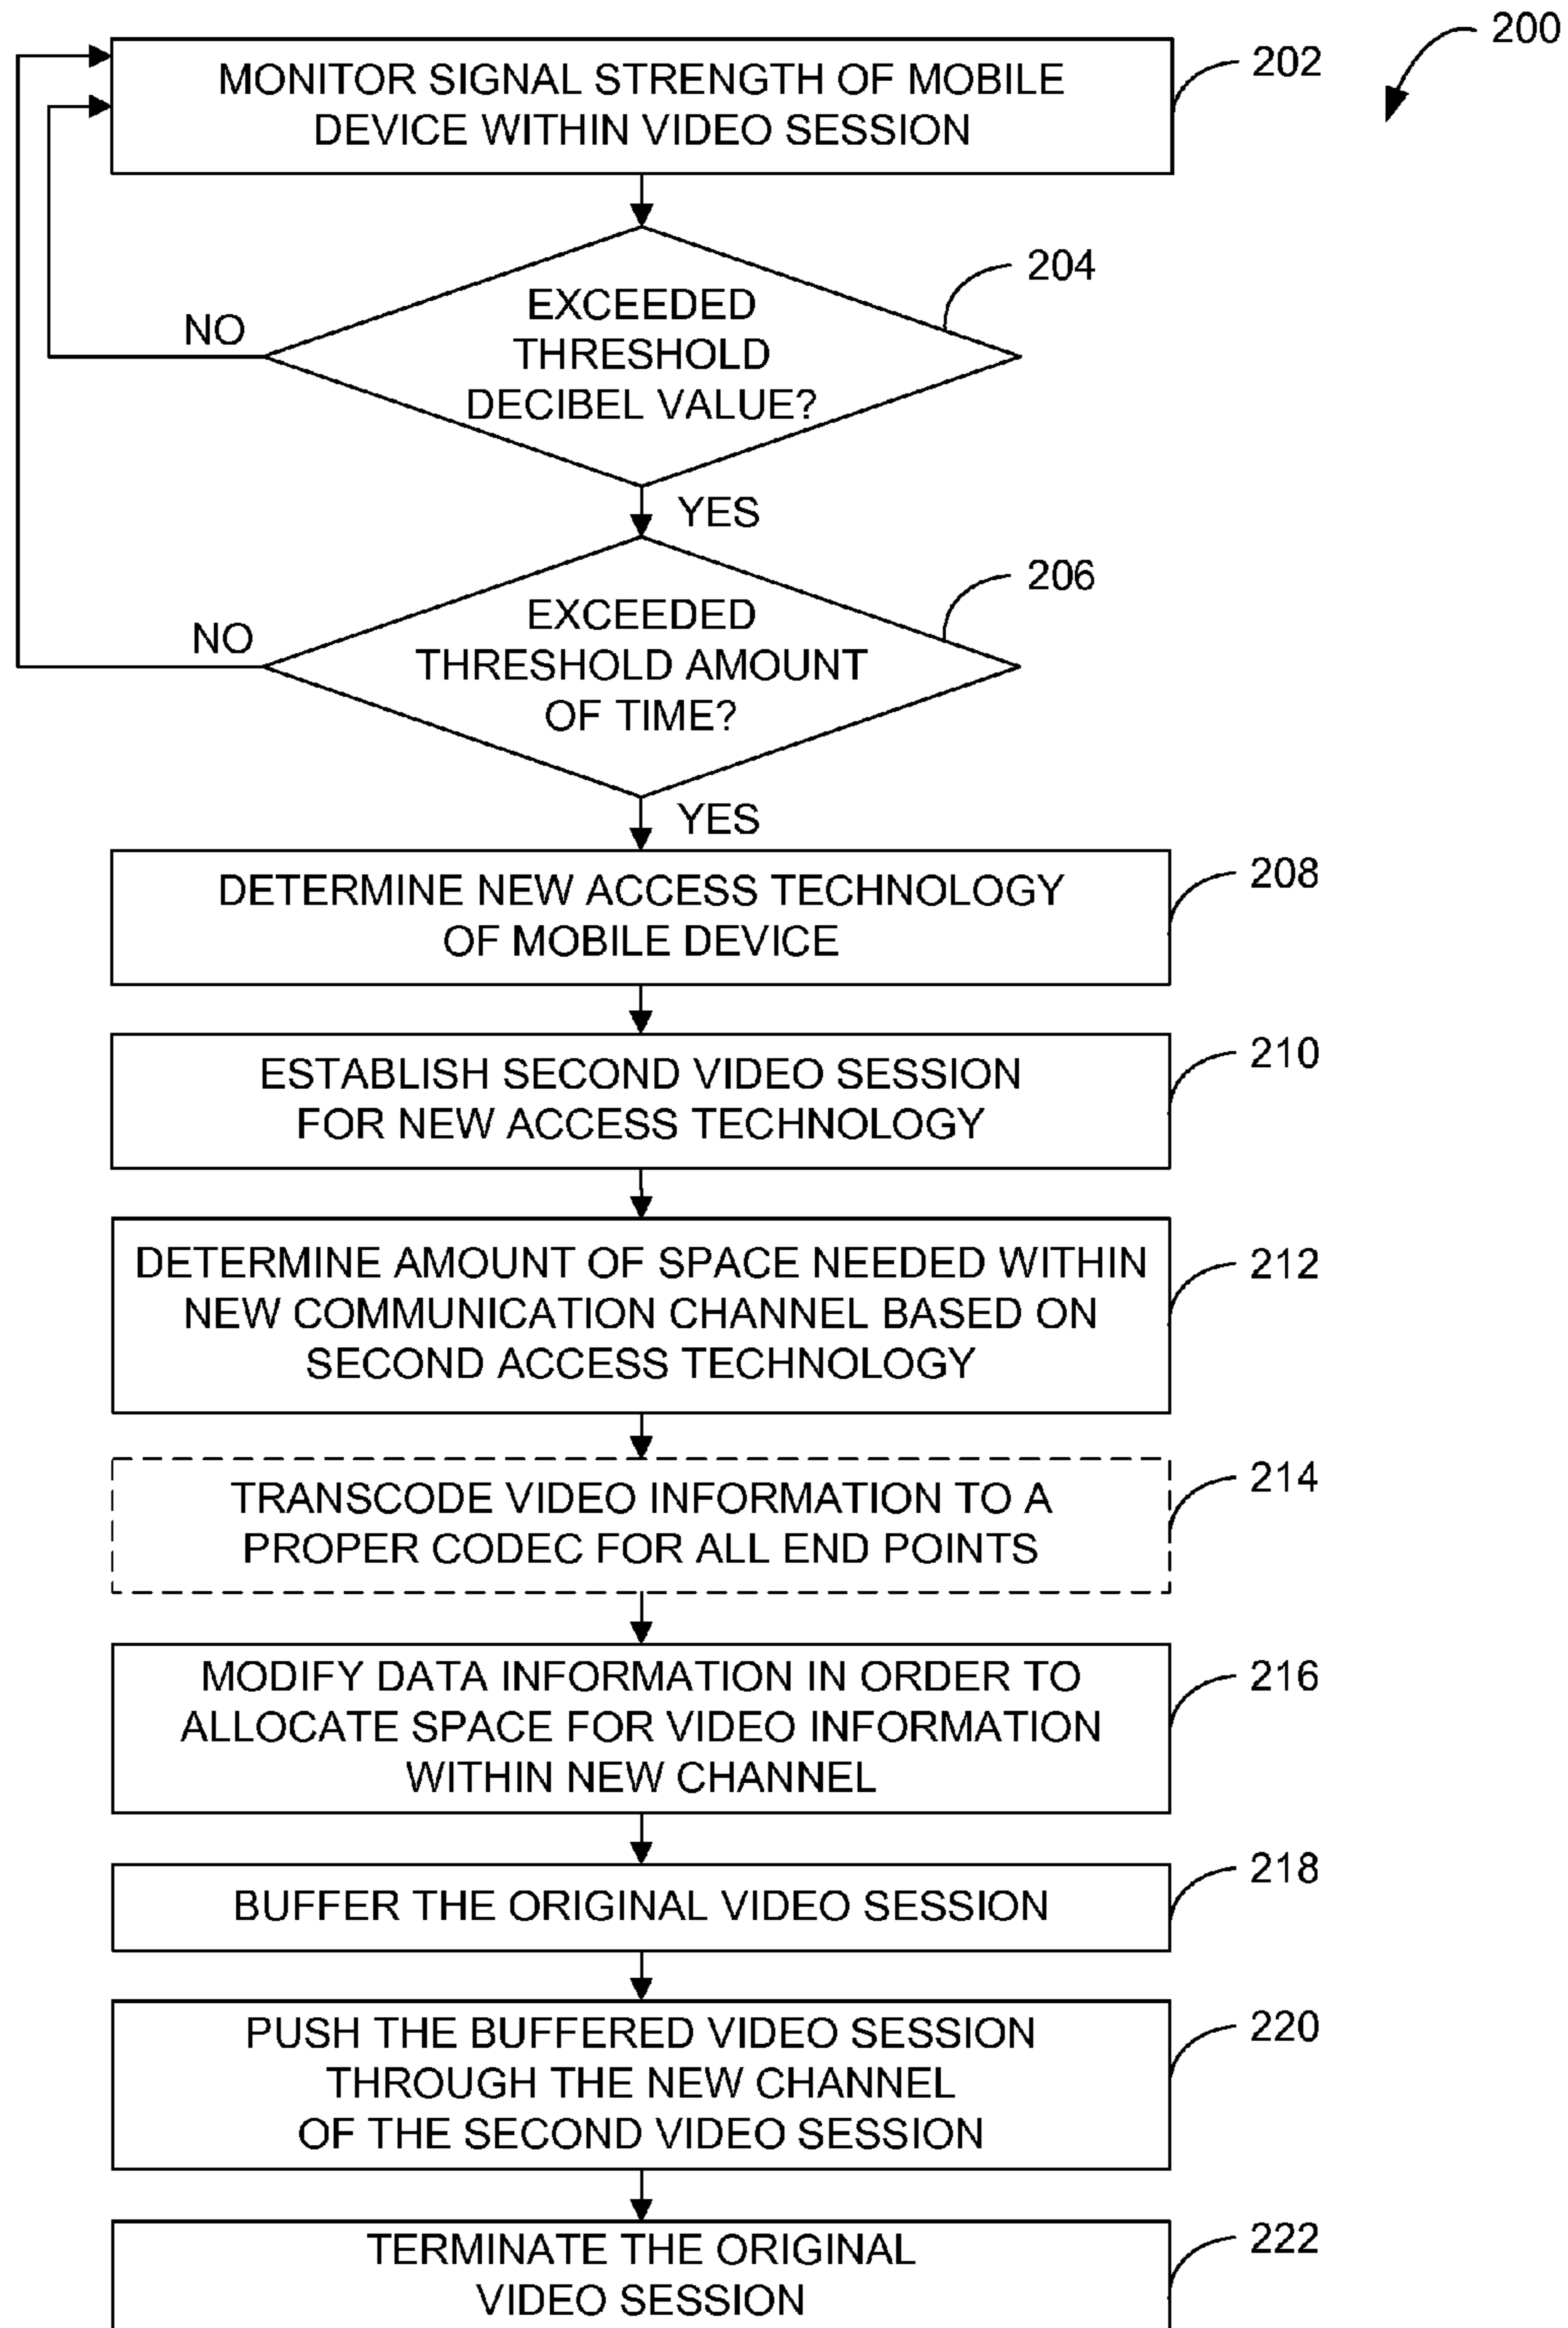 200
MONITOR SIGNAL STRENGTH OF MOBILE
DEVICE WITHIN VIDEO SESSION
202
EXCEEDED
THRESHOLD
DECIBEL VALUE?
204
NO
YES
EXCEEDED
THRESHOLD AMOUNT
OF TIME?
206
NO
YES
DETERMINE NEW ACCESS TECHNOLOGY
OF MOBILE DEVICE
208
ESTABLISH SECOND VIDEO SESSION
FOR NEW ACCESS TECHNOLOGY
210
DETERMINE AMOUNT OF SPACE NEEDED WITHIN
NEW COMMUNICATION CHANNEL BASED ON
SECOND ACCESS TECHNOLOGY
212
TRANSCODE VIDEO INFORMATION TO A
PROPER CODEC FOR ALL END POINTS
214
MODIFY DATA INFORMATION IN ORDER TO
ALLOCATE SPACE FOR VIDEO INFORMATION
WITHIN NEW CHANNEL
216
BUFFER THE ORIGINAL VIDEO SESSION
218
PUSH THE BUFFERED VIDEO SESSION
THROUGH THE NEW CHANNEL
OF THE SECOND VIDEO SESSION
220
TERMINATE THE ORIGINAL
VIDEO SESSION
222